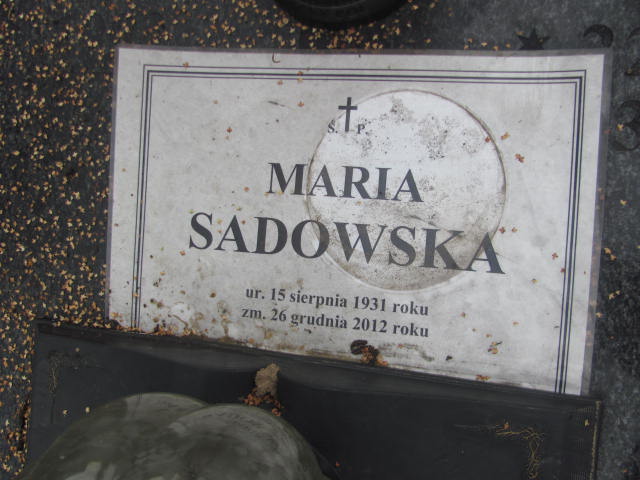 Ś. P.
MARIA
SADOWSKA
ur. 15 sierpnia 1931 roku
zm. 26 grudnia 2012 roku